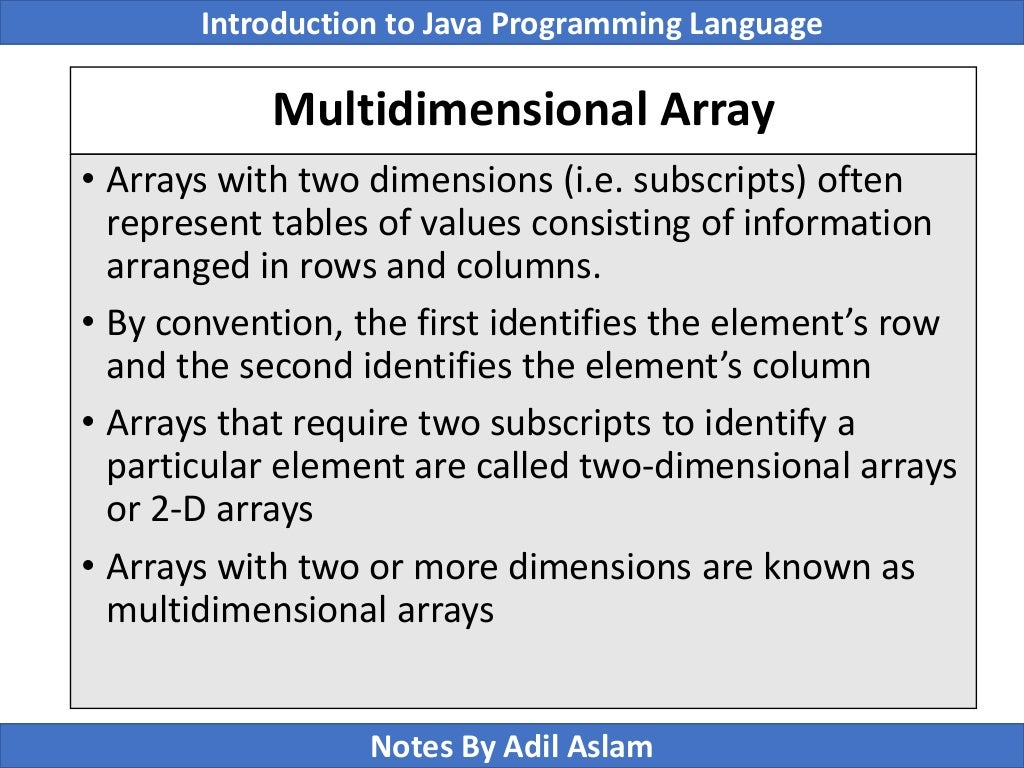 Introduction to Java Programming Language
Multidimensional Array
• Arrays with two dimensions (i.e. subscripts) often
represent tables of values consisting of information
arranged in rows and columns.
• By convention, the first identifies the element’s row
and the second identifies the element’s column
• Arrays that require two subscripts to identify a
particular element are called two-dimensional arrays
or 2-D arrays
• Arrays with two or more dimensions are known as
multidimensional arrays
Notes By Adil Aslam